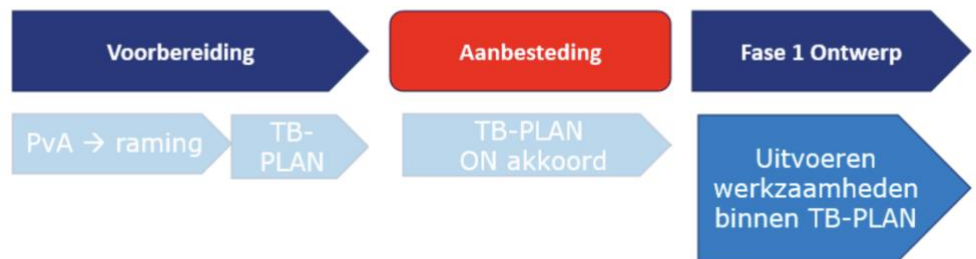 Voorbereiding
Aanbesteding
Fase 1 Ontwerp
PvA → raming
TB-
PLAN
TB-PLAN
ON akkoord
Uitvoeren
werkzaamheden
binnen TB-PLAN